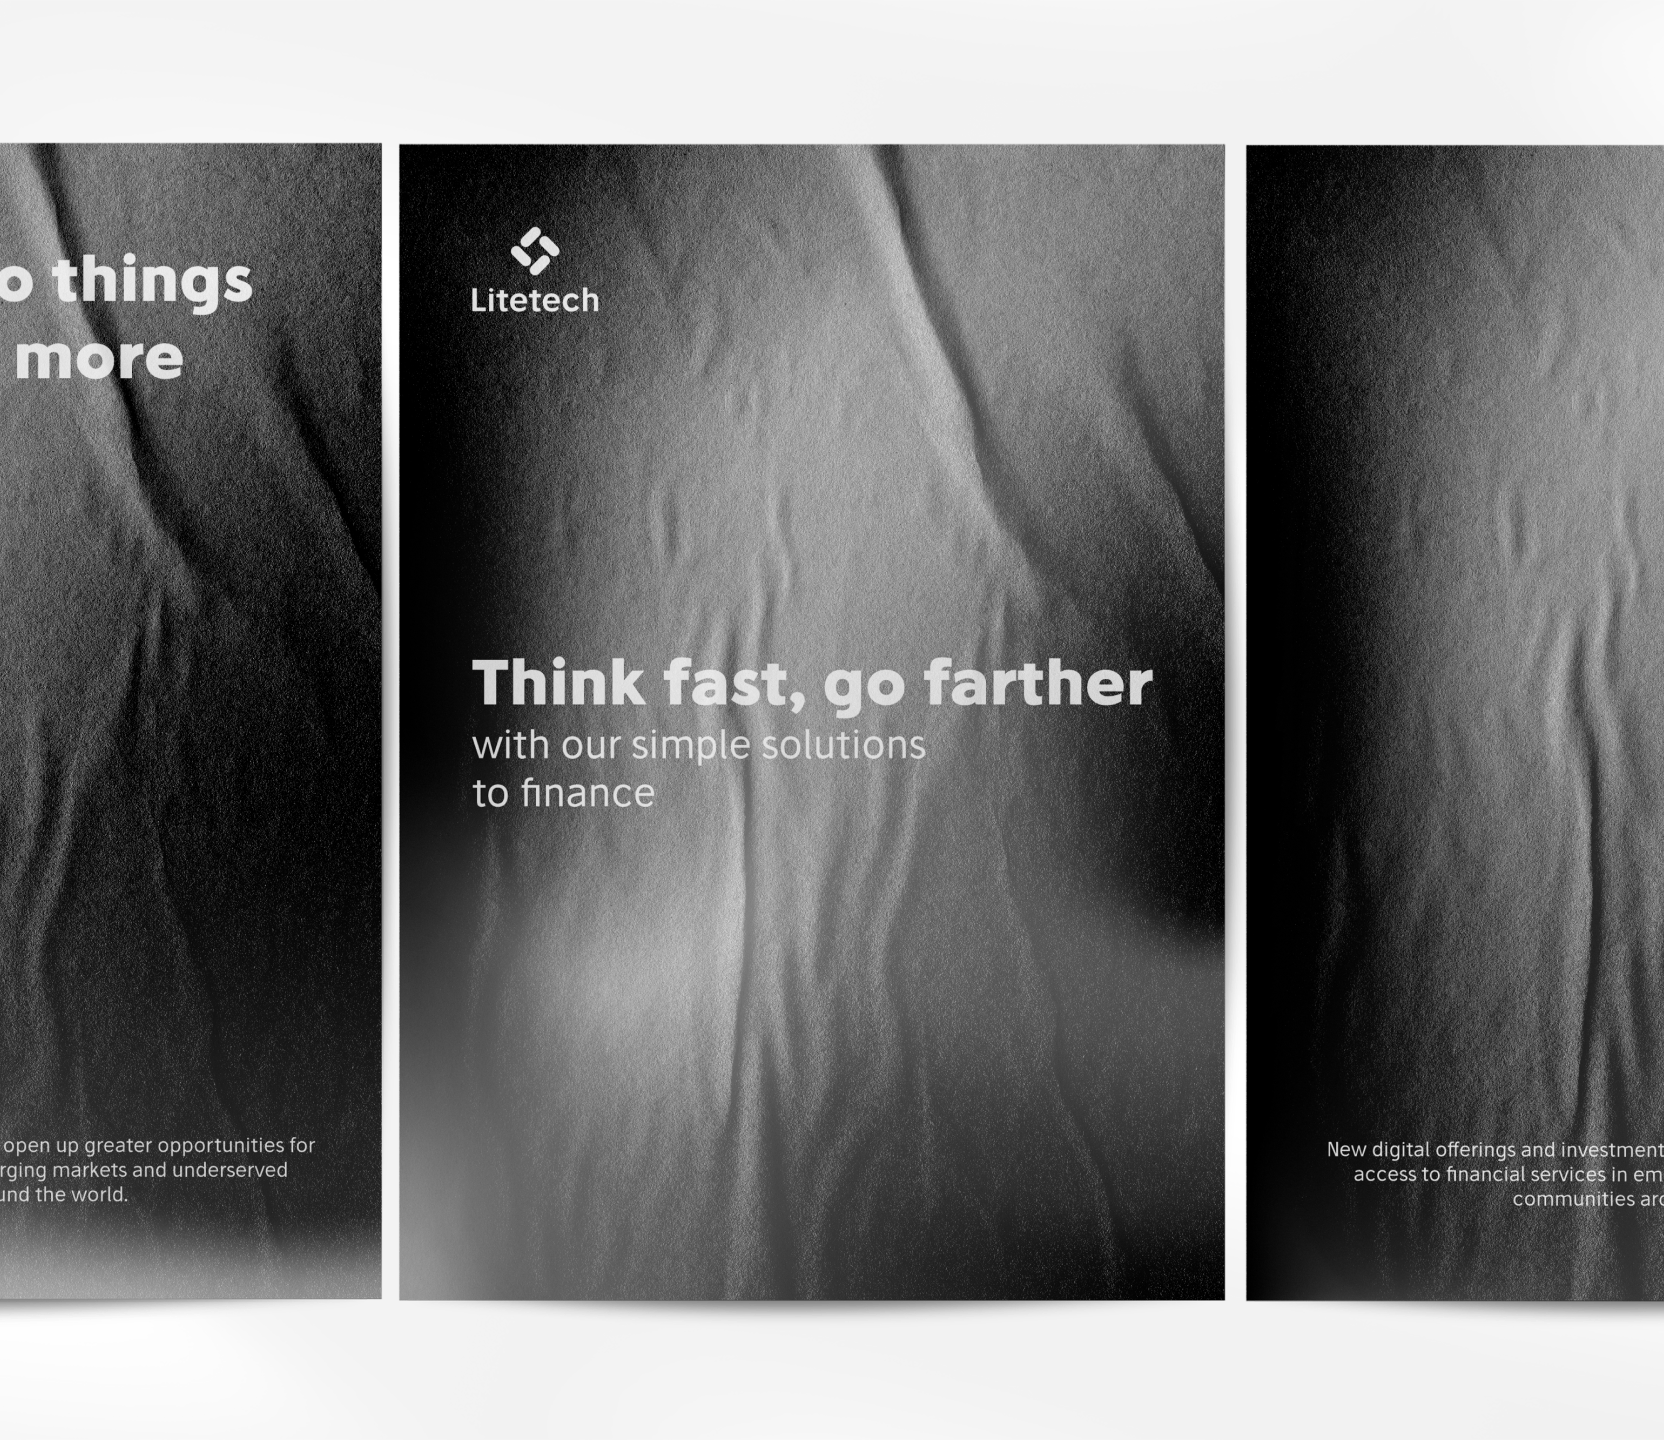 o things
more
open up greater opportunities for
rging markets and underserved
und the world.
Litetech
Think fast, go farther
with our simple solutions
to finance
New digital offerings and investment
access to financial services in em
communities aro